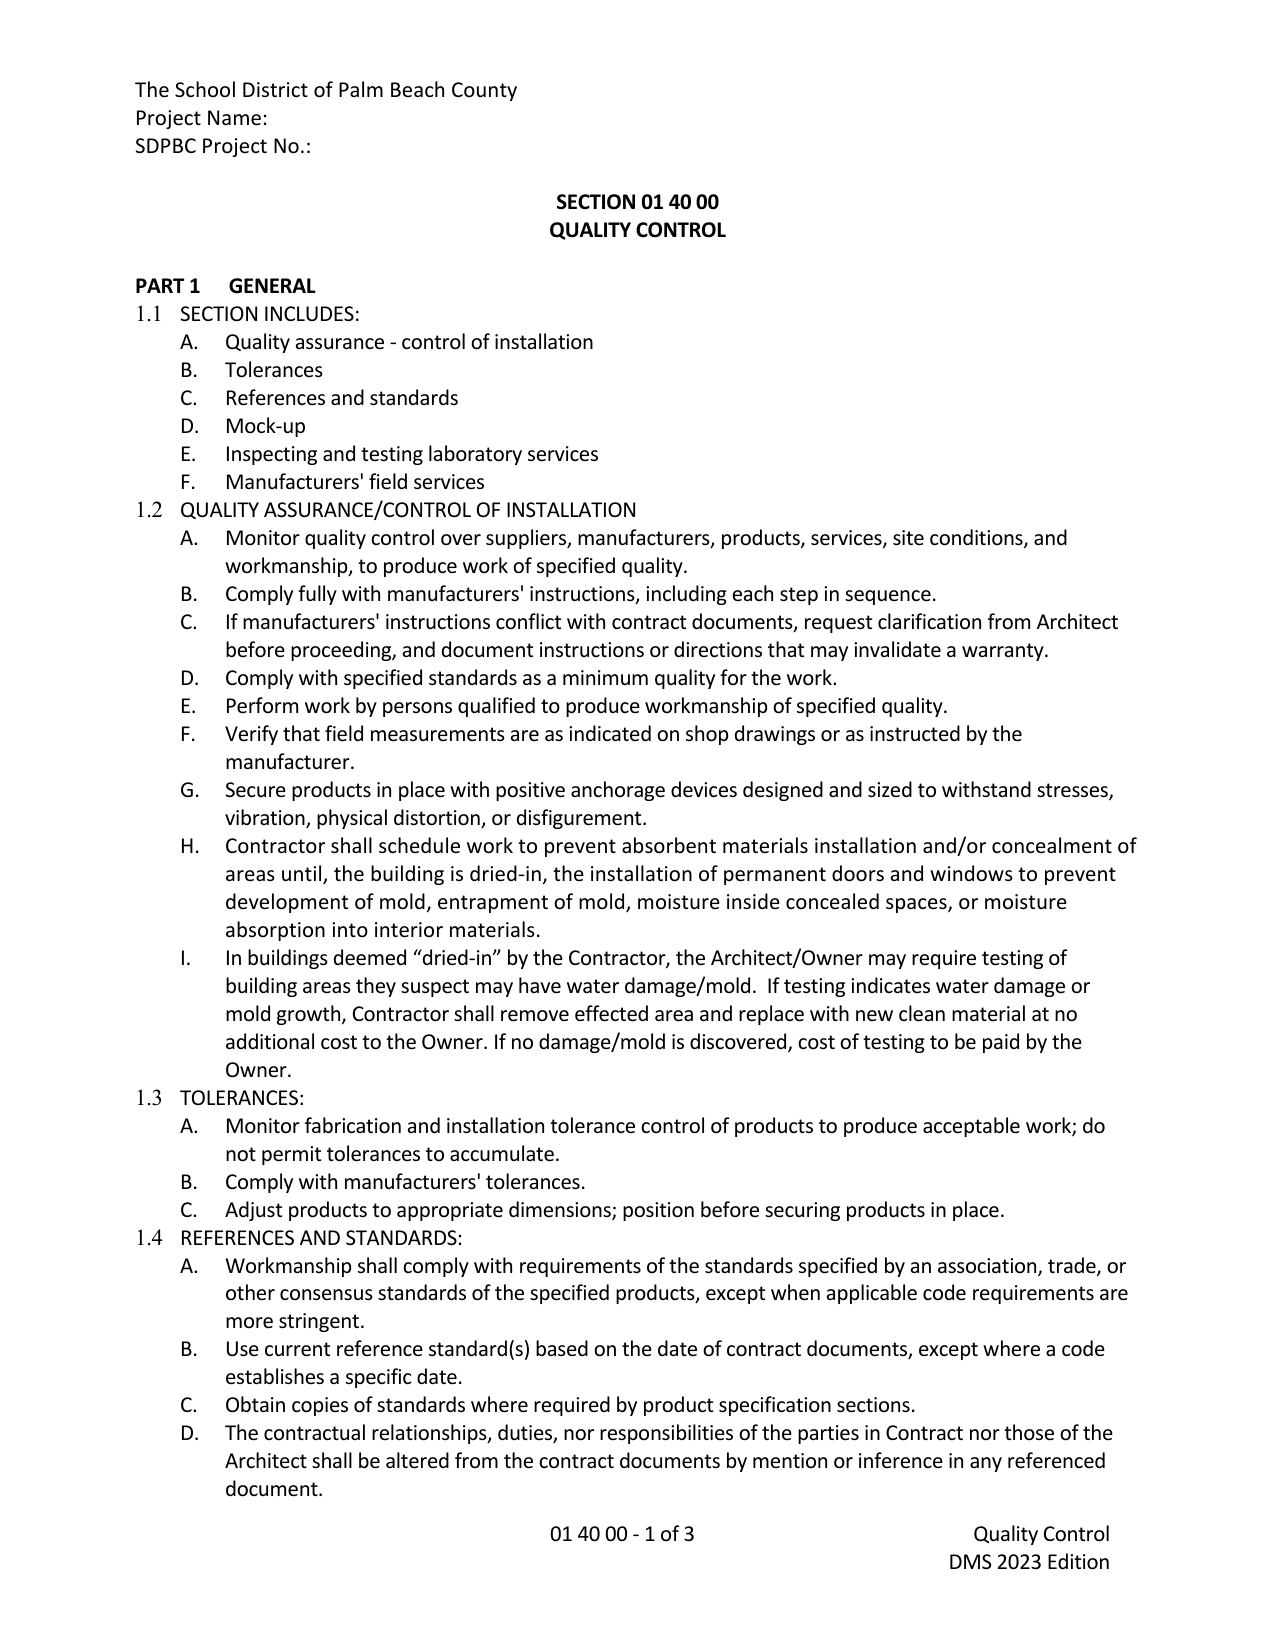 The School District of Palm Beach County
Project Name:
SDPBC Project No.:
SECTION 01 40 00
QUALITY CONTROL
PART 1 GENERAL
1.1 SECTION INCLUDES:
A. Quality assurance - control of installation
B. Tolerances
C. References and standards
D. Mock-up
E. Inspecting and testing laboratory services
F. Manufacturers' field services
1.2 QUALITY ASSURANCE/CONTROL OF INSTALLATION
A. Monitor quality control over suppliers, manufacturers, products, services, site conditions, and
workmanship, to produce work of specified quality.
B. Comply fully with manufacturers' instructions, including each step in sequence.
C. If manufacturers' instructions conflict with contract documents, request clarification from Architect
before proceeding, and document instructions or directions that may invalidate a warranty.
D. Comply with specified standards as a minimum quality for the work.
E. Perform work by persons qualified to produce workmanship of specified quality.
F. Verify that field measurements are as indicated on shop drawings or as instructed by the
manufacturer.
G. Secure products in place with positive anchorage devices designed and sized to withstand stresses,
vibration, physical distortion, or disfigurement.
H. Contractor shall schedule work to prevent absorbent materials installation and/or concealment of
areas until, the building is dried-in, the installation of permanent doors and windows to prevent
development of mold, entrapment of mold, moisture inside concealed spaces, or moisture
absorption into interior materials.
I. In buildings deemed “dried-in” by the Contractor, the Architect/Owner may require testing of
building areas they suspect may have water damage/mold.  If testing indicates water damage or
mold growth, Contractor shall remove effected area and replace with new clean material at no
additional cost to the Owner. If no damage/mold is discovered, cost of testing to be paid by the
Owner.
1.3 TOLERANCES:
A. Monitor fabrication and installation tolerance control of products to produce acceptable work; do
not permit tolerances to accumulate.
B. Comply with manufacturers' tolerances.
C. Adjust products to appropriate dimensions; position before securing products in place.
1.4 REFERENCES AND STANDARDS:
A. Workmanship shall comply with requirements of the standards specified by an association, trade, or
other consensus standards of the specified products, except when applicable code requirements are
more stringent.
B. Use current reference standard(s) based on the date of contract documents, except where a code
establishes a specific date.
C. Obtain copies of standards where required by product specification sections.
D. The contractual relationships, duties, nor responsibilities of the parties in Contract nor those of the
Architect shall be altered from the contract documents by mention or inference in any referenced
document.
01 40 00 - 1 of 3 Quality Control
DMS 2023 Edition